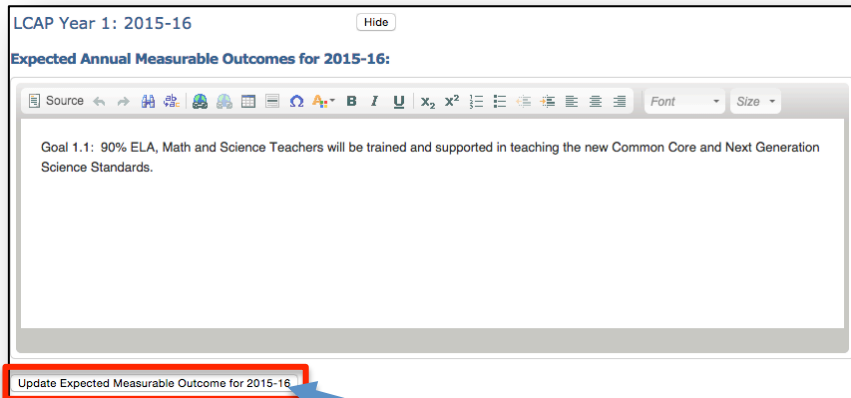 LCAP Year 1: 2015-16 Hide
Expected Annual Measurable Outcomes for 2015-16:
Source B I U x₂ x² Font Size
Goal 1.1: 90% ELA, Math and Science Teachers will be trained and supported in teaching the new Common Core and Next Generation
Science Standards.
Update Expected Measurable Outcome for 2015-16